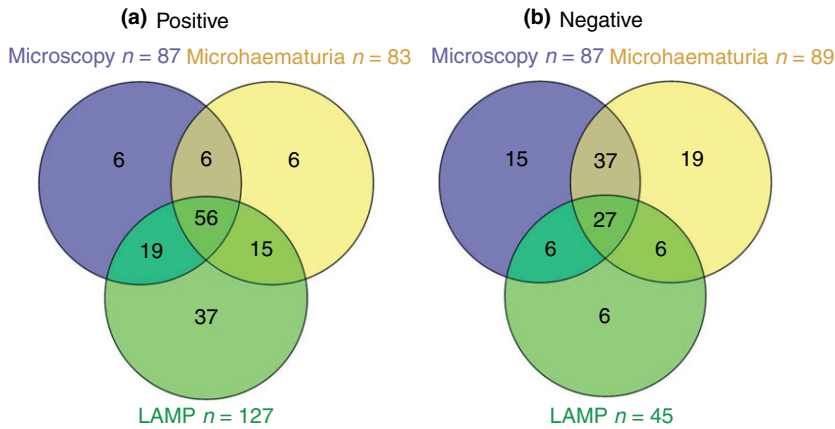 (a) Positive
Microscopy n = 87 Microhaematuria n = 83
6 6 6
56
19 15
37
LAMP n = 127
(b) Negative
Microscopy n = 87 Microhaematuria n = 89
15 37 19
27
6 6
6
LAMP n = 45